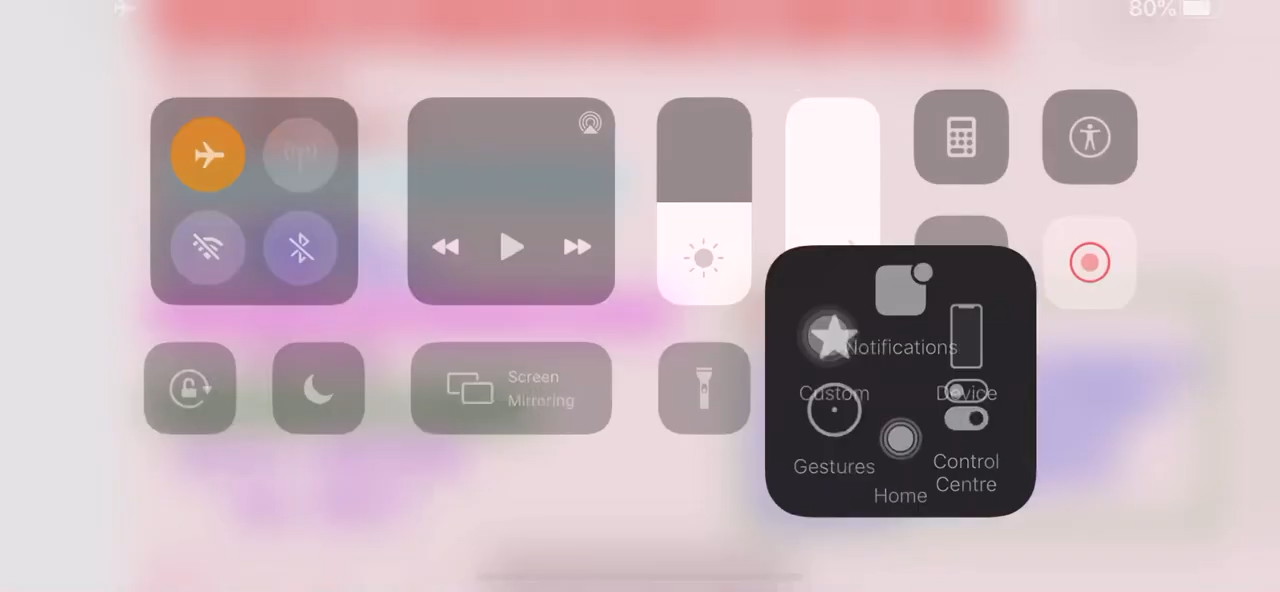 80%
Screen
Mirroring
Notifications
Custom
Device
Gestures
Control
Centre
Home